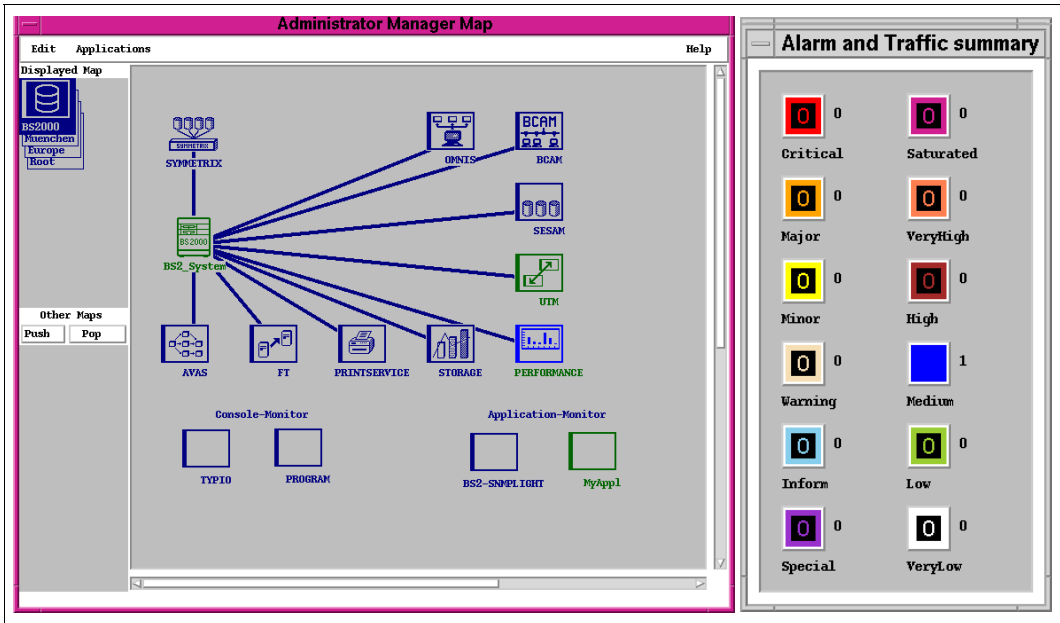 Administrator Manager Map
Edit Applications Help
Displayed Map
BS2000
Muenchen
Europe
Root
SYMMETRIX
SYMMETRIX
OMNIS
BCAM
BCAM
SESAM
BS2000
BS2_System
UTM
Other Maps
Push Pop
AVAS FT PRINTSERVICE STORAGE PERFORMANCE
Console-Monitor Application-Monitor
TYPIO PROGRAM BS2-SNMPLIGHT MyAppl
Alarm and Traffic summary
0 0 0 0
Critical Saturated
0 0 0 0
Major VeryHigh
0 0 0 0
Minor High
0 0 1
Warning Medium
0 0 0 0
Inform Low
0 0 0 0
Special VeryLow